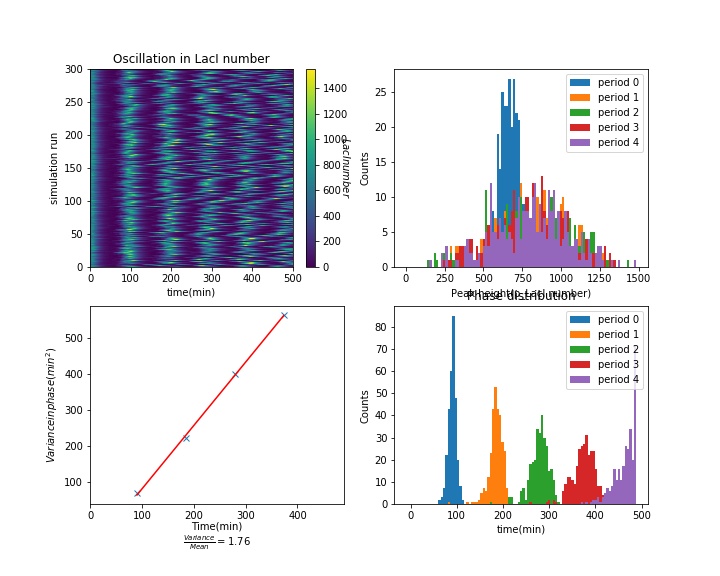 Oscillation in LacI number
simulation run
300
250
200
150
100
50
0
0 100 200 300 400 500
time(min)
1400
1200
1000
800
600
400
200
0
LacInumber
Counts
25
20
15
10
5
0
period 0
period 1
period 2
period 3
period 4
0 250 500 750 1000 1250 1500
Peak height(p_LacI number)
Varianceinphase(min²)
500
400
300
200
100
0 100 200 300 400
Time(min)
Variance/Mean = 1.76
Phase distribution
Counts
80
70
60
50
40
30
20
10
0
period 0
period 1
period 2
period 3
period 4
0 100 200 300 400 500
time(min)